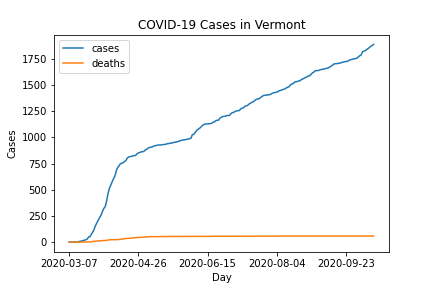 COVID-19 Cases in Vermont
cases
deaths
1750
1500
1250
1000
750
500
250
0
Cases
2020-03-07 2020-04-26 2020-06-15 2020-08-04 2020-09-23
Day